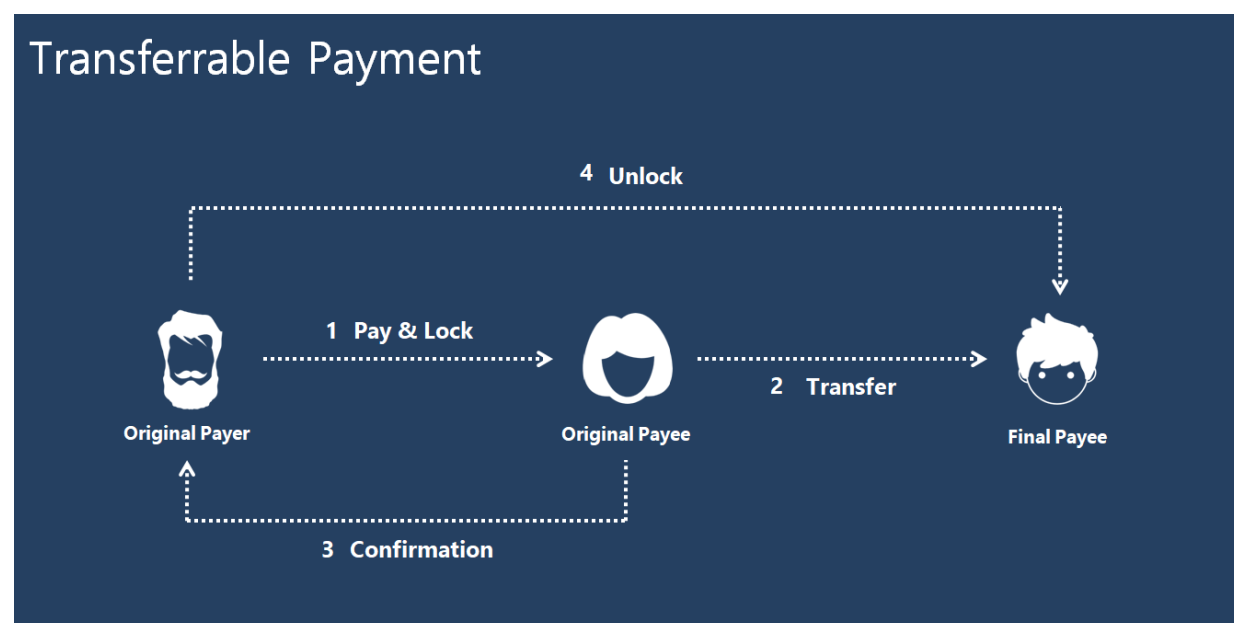 Transferrable Payment
4 Unlock
1 Pay & Lock
2 Transfer
Original Payer
Original Payee
Final Payee
3 Confirmation